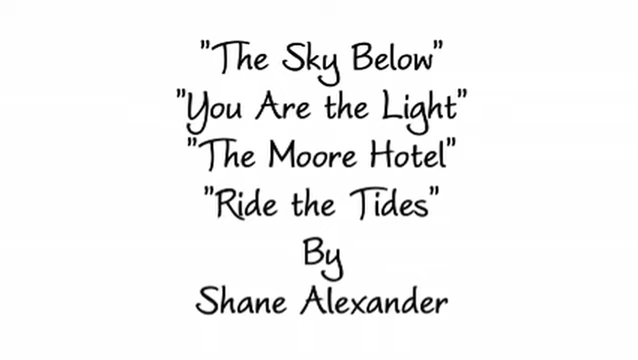 "The Sky Below"
"You Are the Light"
"The Moore Hotel"
"Ride the Tides"
By
Shane Alexander